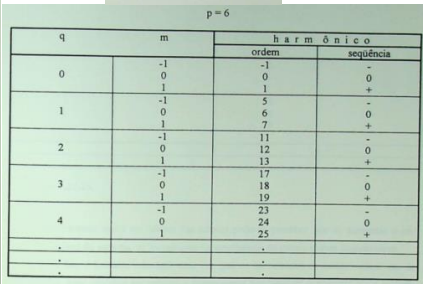 p = 6
q m harmônico
ordem seqüência
-1 -1 -
0 0 0 0
1 1 +
-1 5 -
1 0 6 0
1 7 +
-1 11 -
2 0 12 0
1 13 +
-1 17 -
3 0 18 0
1 19 +
-1 23 -
4 0 24 0
1 25 +
. . .
. . .
. . .